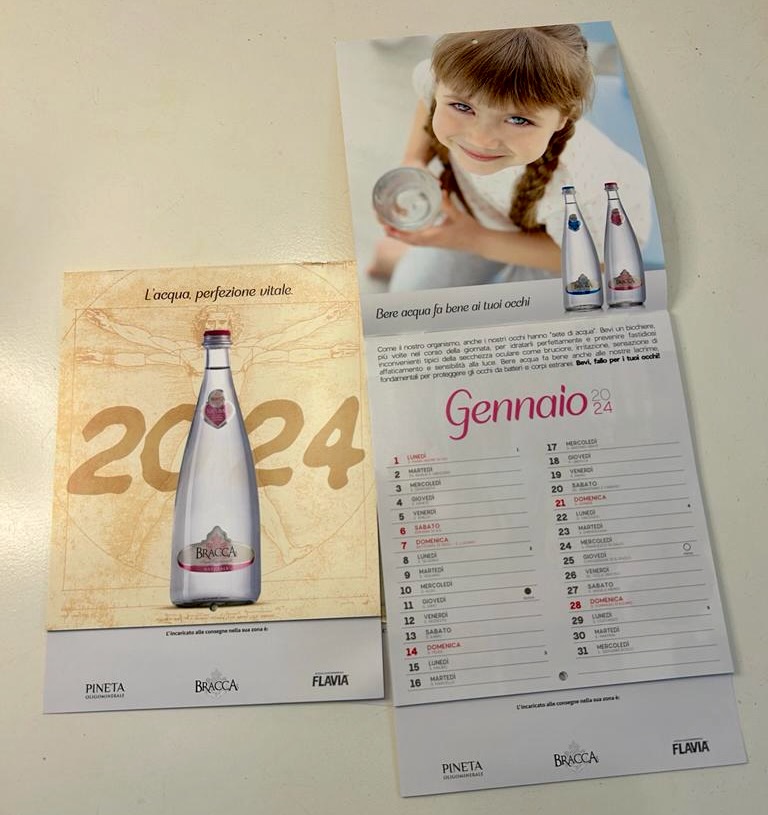 L'acqua, perfezione vitale.
2024
BRACCA
L'incaricato alle consegne nella sua zona è:
PINETA
OLIGOMINERALE
BRACCA
FLAVIA
BRACCA
BRACCA
Bere acqua fa bene ai tuoi occhi
Come il nostro organismo, anche i nostri occhi hanno "sete di acqua". Bevi un bicchiere,
più volte nel corso della giornata, per idratarli perfettamente e prevenire fastidiosi
inconvenienti tipici della secchezza oculare come bruciore, irritazione, sensazione di
affaticamento e sensibilità alla luce. Bere acqua fa bene anche alle nostre lacrime,
fondamentali per proteggere gli occhi da batteri e corpi estranei. Bevi, fallo per i tuoi occhi!
Gennaio 2024
1 LUNEDÌ
2 MARTEDÌ
3 MERCOLEDÌ
4 GIOVEDÌ
5 VENERDÌ
6 SABATO
7 DOMENICA
8 LUNEDÌ
9 MARTEDÌ
10 MERCOLEDÌ
11 GIOVEDÌ
12 VENERDÌ
13 SABATO
14 DOMENICA
15 LUNEDÌ
16 MARTEDÌ
17 MERCOLEDÌ
18 GIOVEDÌ
19 VENERDÌ
20 SABATO
21 DOMENICA
22 LUNEDÌ
23 MARTEDÌ
24 MERCOLEDÌ
25 GIOVEDÌ
26 VENERDÌ
27 SABATO
28 DOMENICA
29 LUNEDÌ
30 MARTEDÌ
31 MERCOLEDÌ
L'incaricato alle consegne nella sua zona è:
PINETA
OLIGOMINERALE
BRACCA
FLAVIA